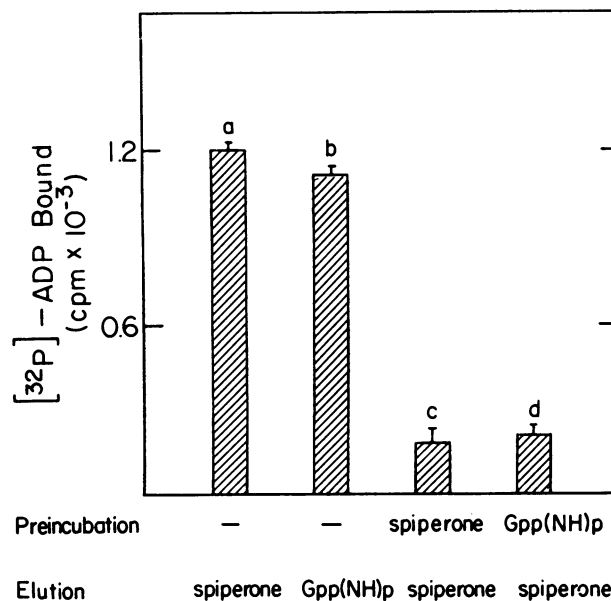 [32P] – ADP Bound
(cpm x 10-3)
1.2
0.6
a
b
c
d
Preincubation – – spiperone Gpp(NH)p
Elution spiperone Gpp(NH)p spiperone spiperone